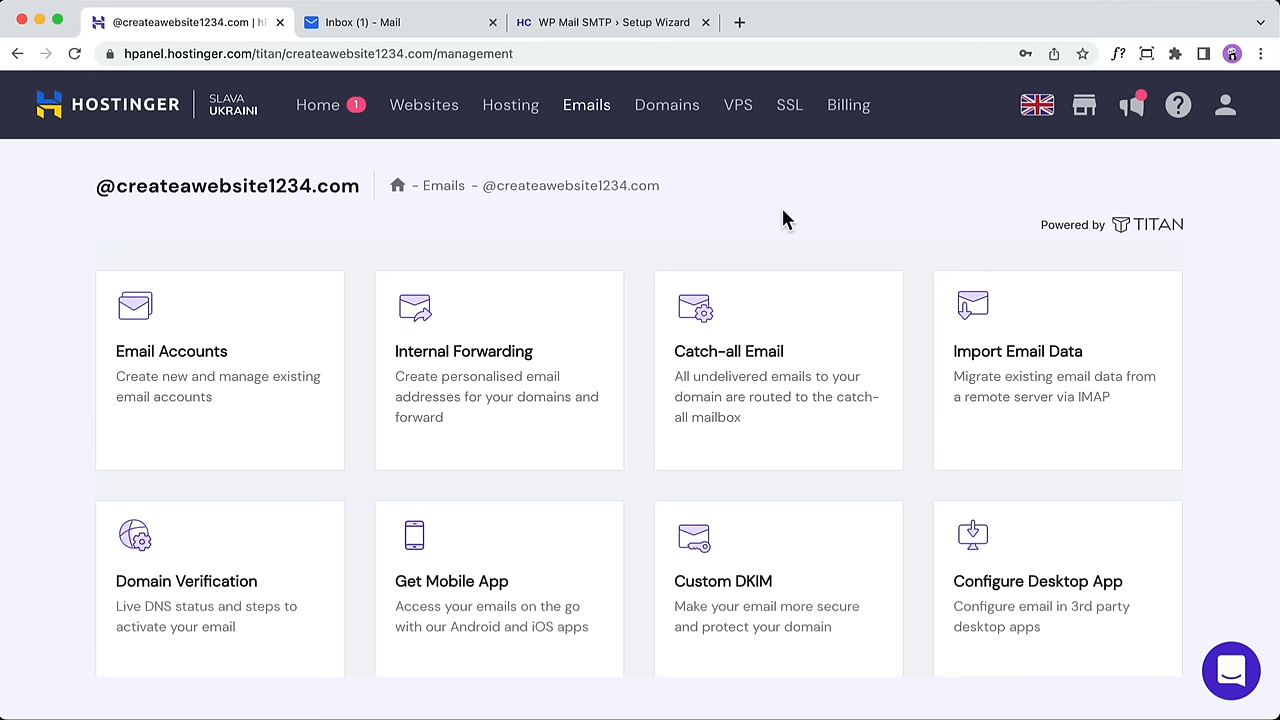 @createawebsite1234.com | hP
Inbox (1) - Mail
HC WP Mail SMTP › Setup Wizard
hpanel.hostinger.com/titan/createawebsite1234.com/management
f?
HOSTINGER
SLAVA
UKRAINI
Home 1 Websites Hosting Emails Domains VPS SSL Billing
@createawebsite1234.com
- Emails - @createawebsite1234.com
Powered by TITAN
Email Accounts
Create new and manage existing
email accounts
Internal Forwarding
Create personalised email
addresses for your domains and
forward
Catch-all Email
All undelivered emails to your
domain are routed to the catch-
all mailbox
Import Email Data
Migrate existing email data from
a remote server via IMAP
Domain Verification
Live DNS status and steps to
activate your email
Get Mobile App
Access your emails on the go
with our Android and iOS apps
Custom DKIM
Make your email more secure
and protect your domain
Configure Desktop App
Configure email in 3rd party
desktop apps